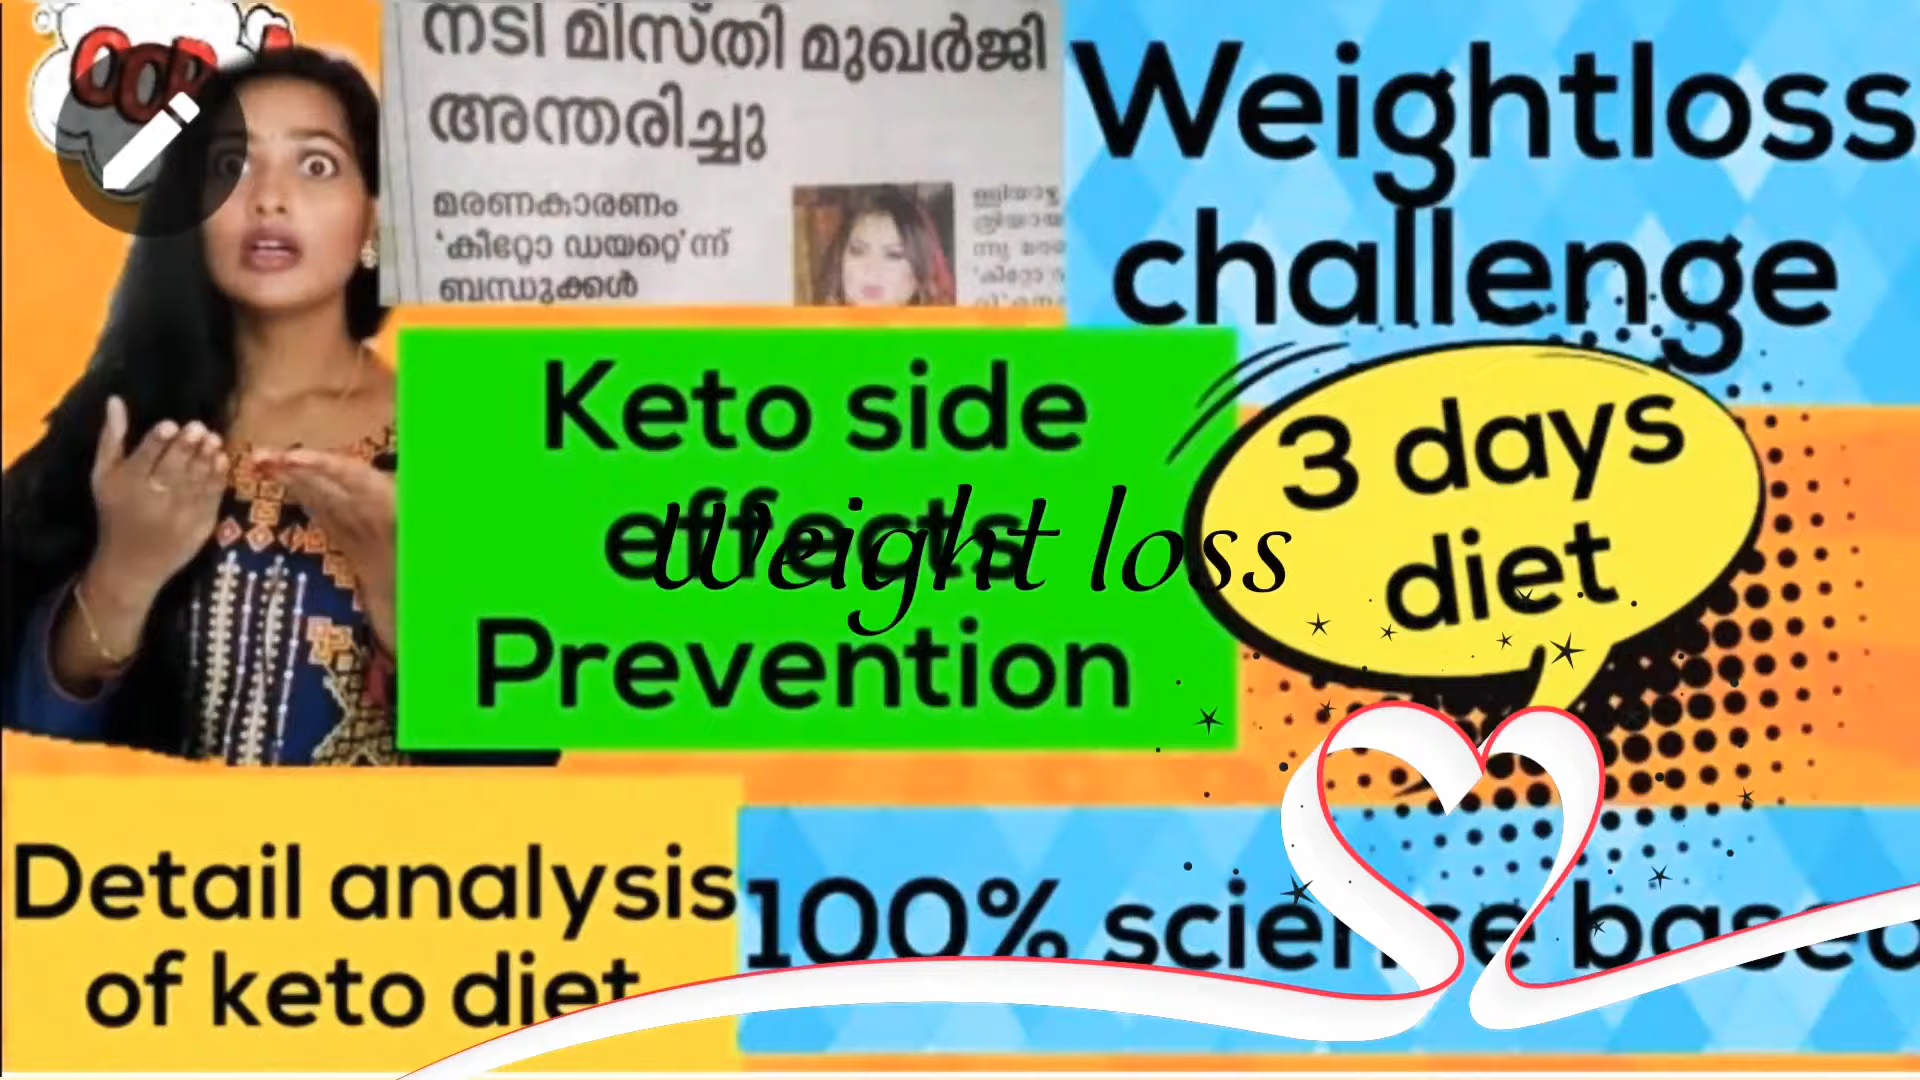 നടി മിസ്തി മുഖർജി
അന്തരിച്ചു
മരണകാരണം
‘കീറ്റോ ഡയറ്റെ’ന്ന്
ബന്ധുക്കൾ
Weightloss
challenge
Keto side
effects
Prevention
Weight loss
3 days
diet
Detail analysis
of keto diet
100% science based